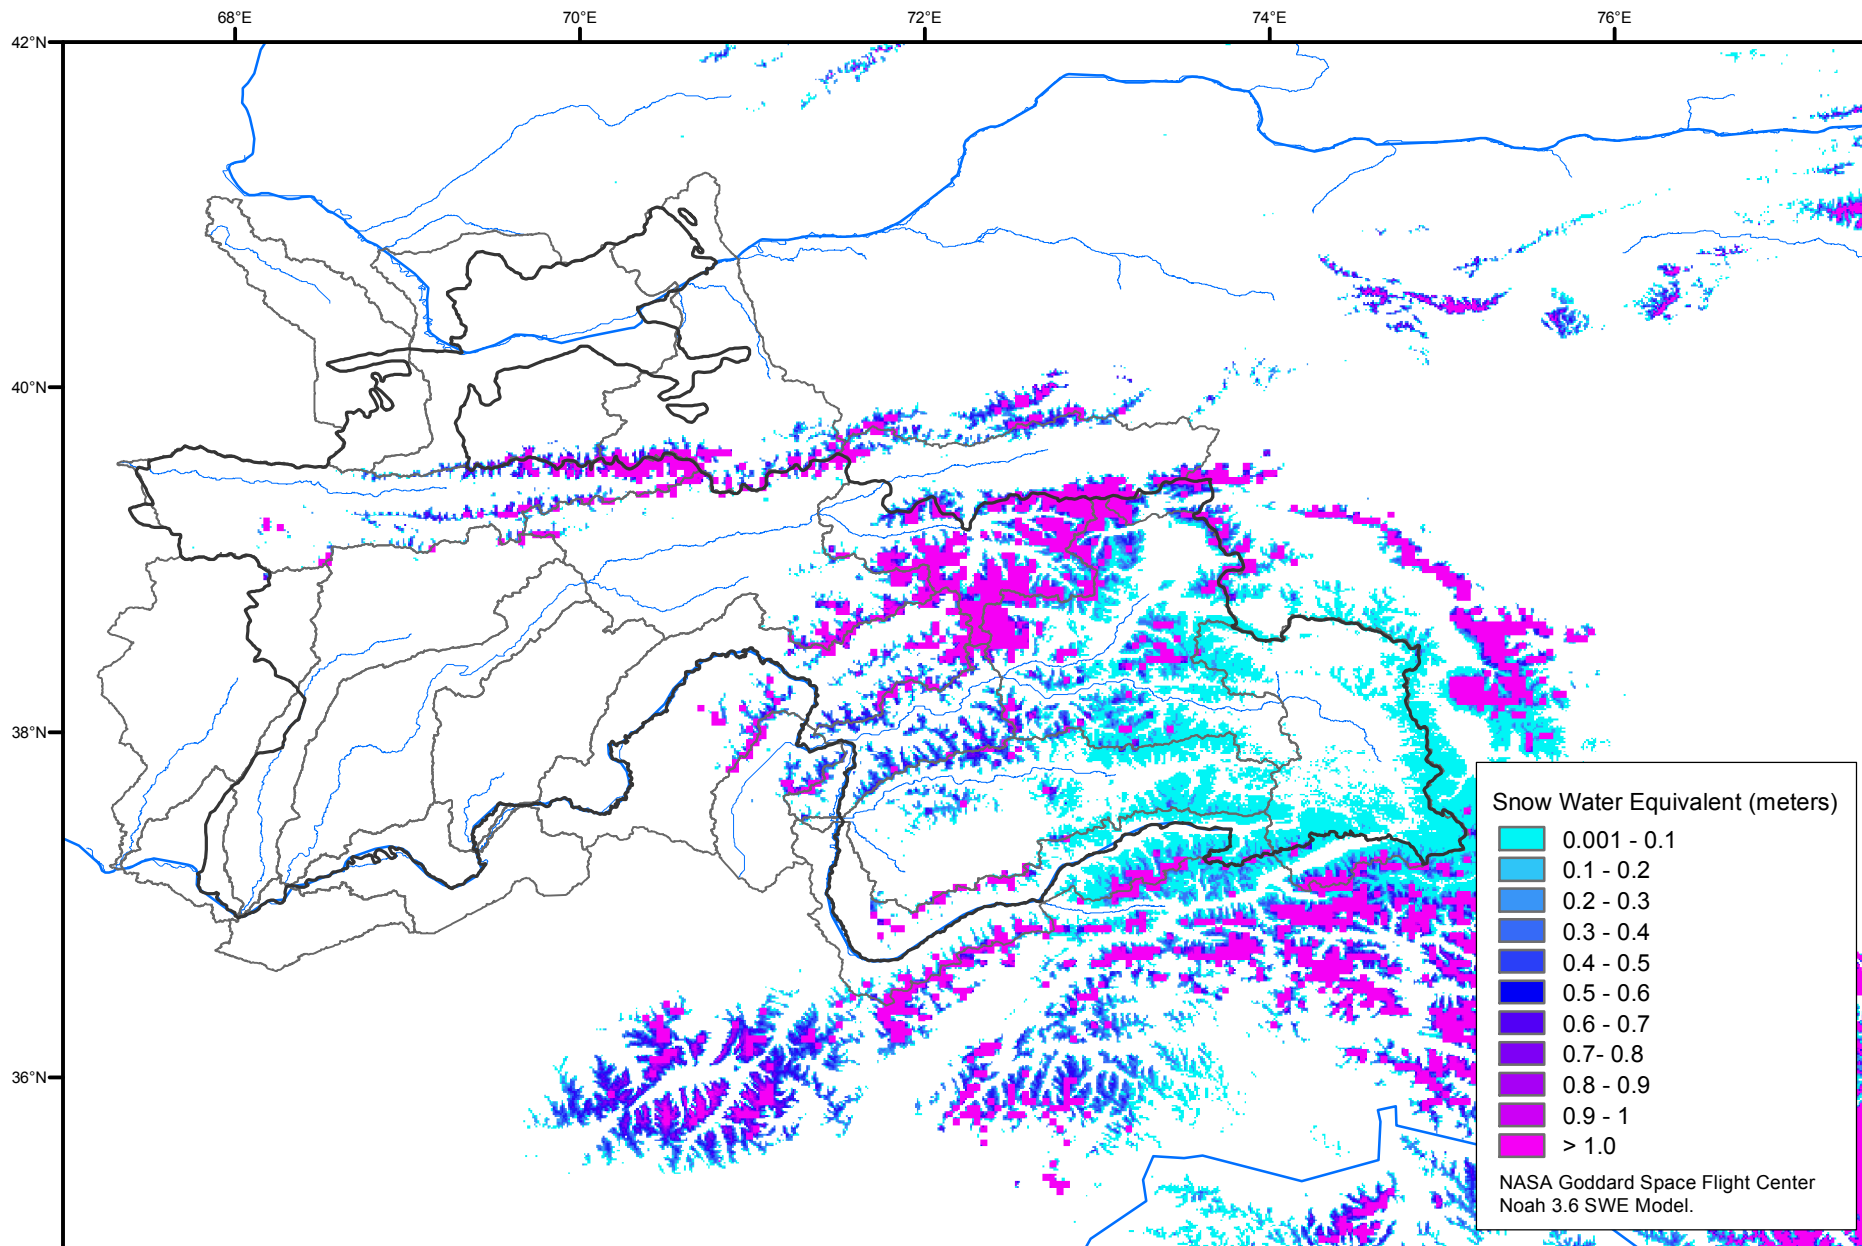 68°E 70°E 72°E 74°E 76°E
42°N
40°N
38°N
36°N
Snow Water Equivalent (meters)
0.001 - 0.1
0.1 - 0.2
0.2 - 0.3
0.3 - 0.4
0.4 - 0.5
0.5 - 0.6
0.6 - 0.7
0.7- 0.8
0.8 - 0.9
0.9 - 1
> 1.0
NASA Goddard Space Flight Center
Noah 3.6 SWE Model.